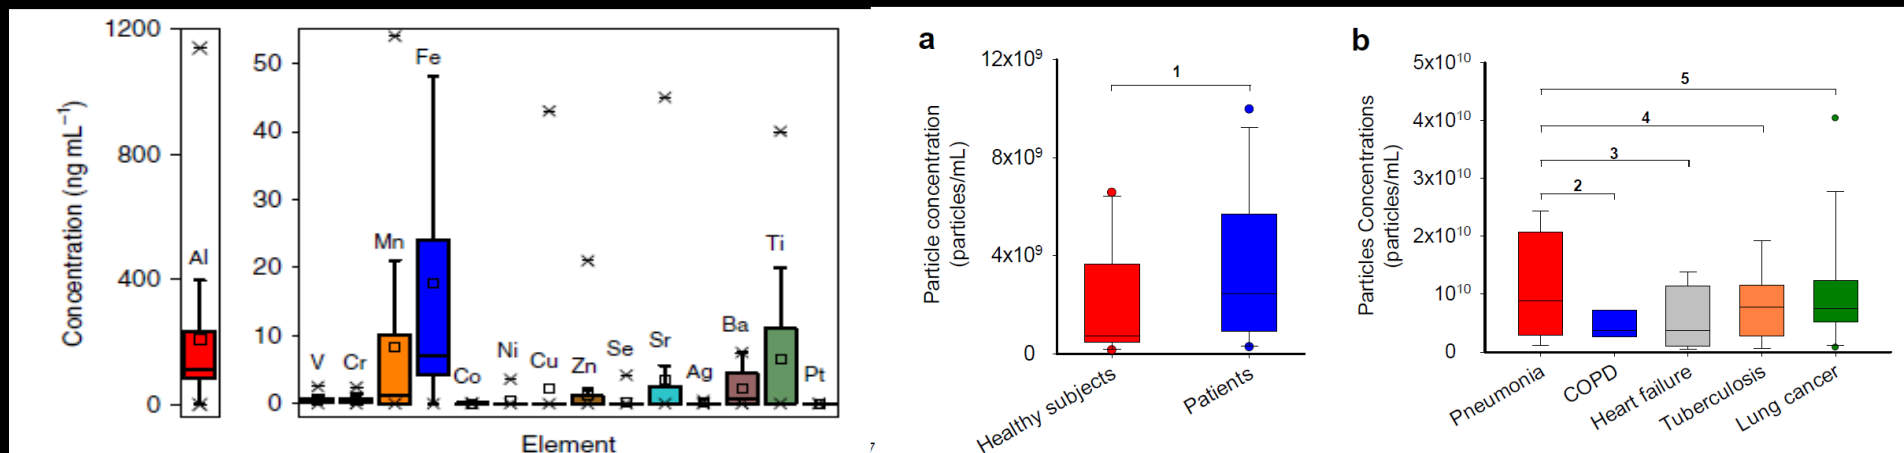 Concentration (ng mL⁻¹)
1200
800
400
0
Al
50
40
30
20
10
0
V
Cr
Mn
Fe
Co
Ni
Cu
Zn
Se
Sr
Ag
Ba
Ti
Pt
Element
a
Particle concentration
(particles/mL)
12x10⁹
8x10⁹
4x10⁹
0
1
Healthy subjects
Patients
b
Particles Concentrations
(particles/mL)
5x10¹⁰
4x10¹⁰
3x10¹⁰
2x10¹⁰
10¹⁰
0
5
4
3
2
Pneumonia
COPD
Heart failure
Tuberculosis
Lung cancer